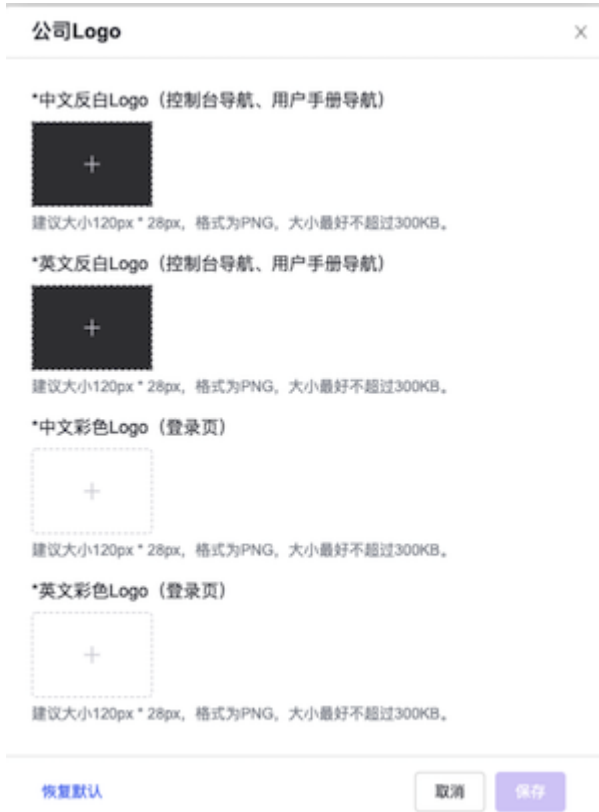 公司Logo
*中文反白Logo（控制台导航、用户手册导航）
建议大小120px * 28px，格式为PNG，大小最好不超过300KB。
*英文反白Logo（控制台导航、用户手册导航）
建议大小120px * 28px，格式为PNG，大小最好不超过300KB。
*中文彩色Logo（登录页）
建议大小120px * 28px，格式为PNG，大小最好不超过300KB。
*英文彩色Logo（登录页）
建议大小120px * 28px，格式为PNG，大小最好不超过300KB。
恢复默认 取消 保存